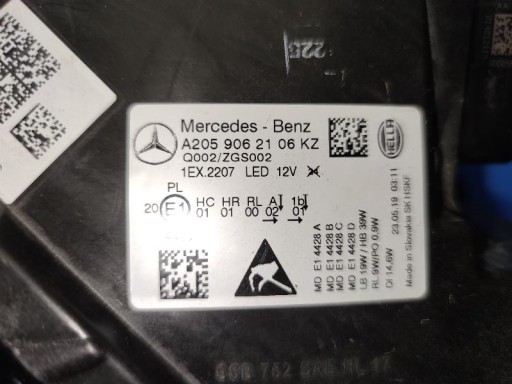 225
Mercedes - Benz
A205 906 21 06 KZ
Q002/ZGS002
1EX.2207 LED 12V
HELLA
PL
20 E1
HC HR RL A 1b
01 01 00 02 01
MD E1 4428 A
MD E1 4428 B
MD E1 4428 C
MD E1 4428 D
LB 19W / HB 39W
RL 9W/PO 0,9W
DI 14,6W
23.05.19 03:11
Made in Slovakia SK HSKF